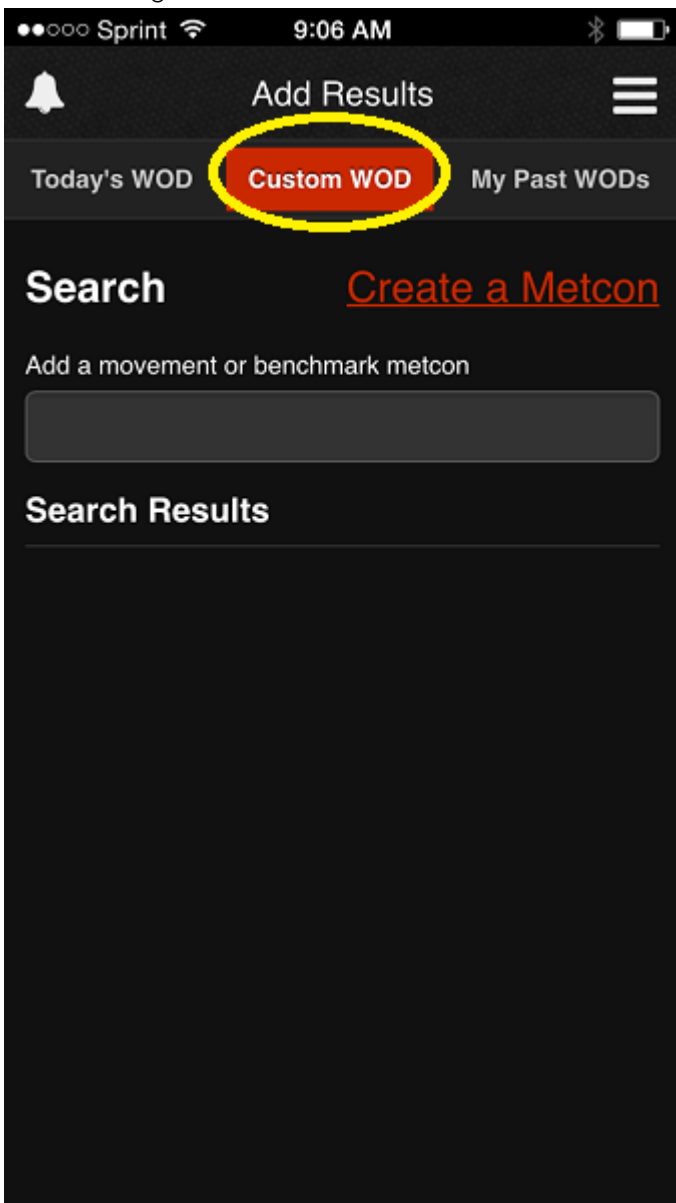 Sprint 9:06 AM
Add Results
Today's WOD Custom WOD My Past WODs
Search Create a Metcon
Add a movement or benchmark metcon
Search Results